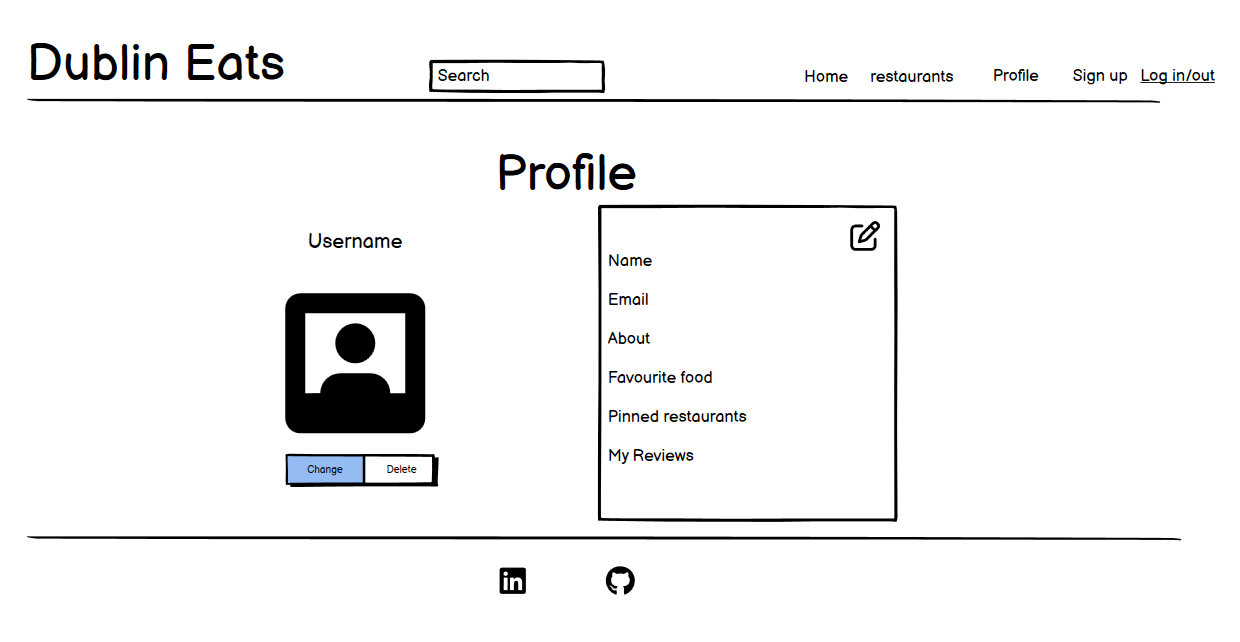 Dublin Eats
Search
Home restaurants Profile Sign up Log in/out
Profile
Username
Change Delete
Name
Email
About
Favourite food
Pinned restaurants
My Reviews
in